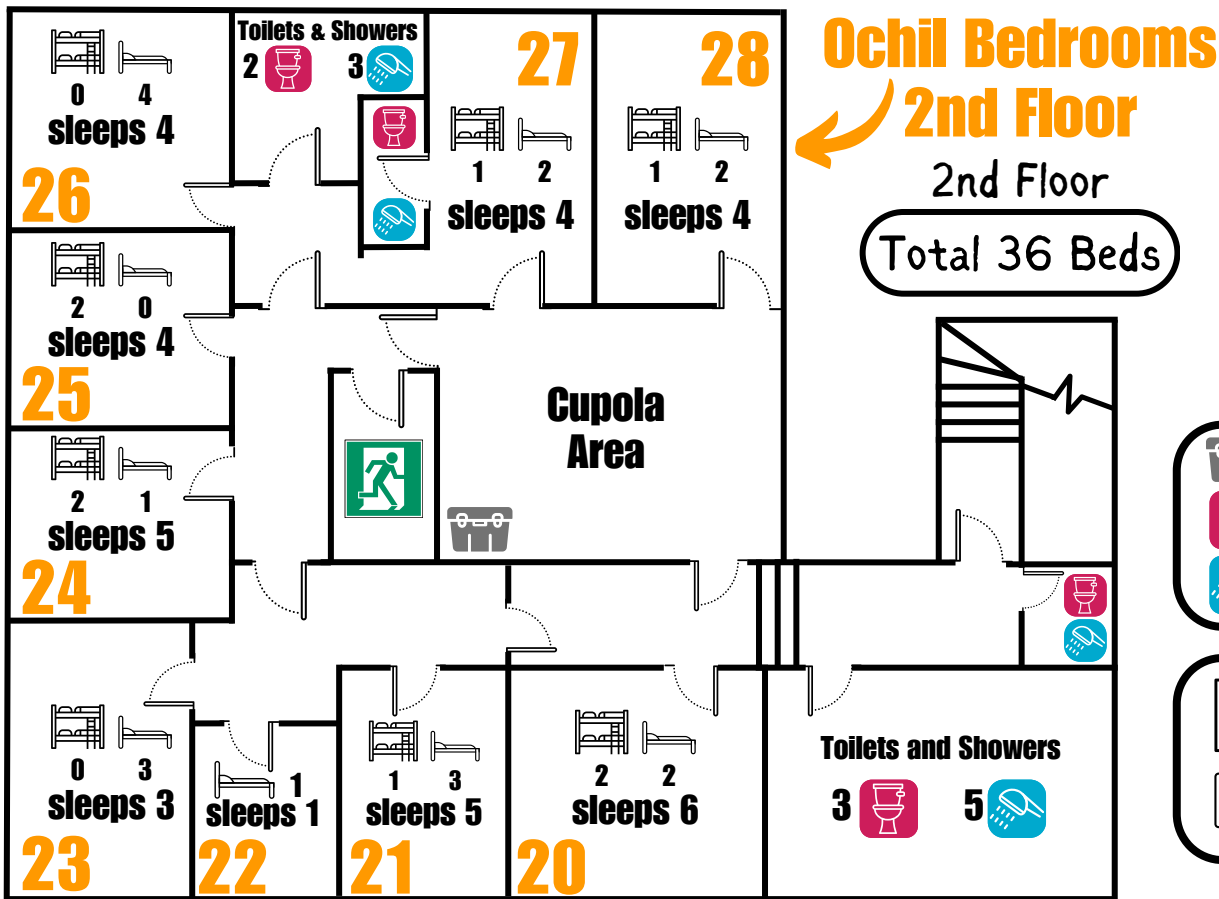 Ochil Bedrooms
2nd Floor
2nd Floor
Total 36 Beds
Toilets & Showers
2 3
0 4
sleeps 4
26
27
1 2
sleeps 4
28
1 2
sleeps 4
2 0
sleeps 4
25
Cupola
Area
2 1
sleeps 5
24
0 3
sleeps 3
23
1
sleeps 1
22
1 3
sleeps 5
21
2 2
sleeps 6
20
Toilets and Showers
3 5